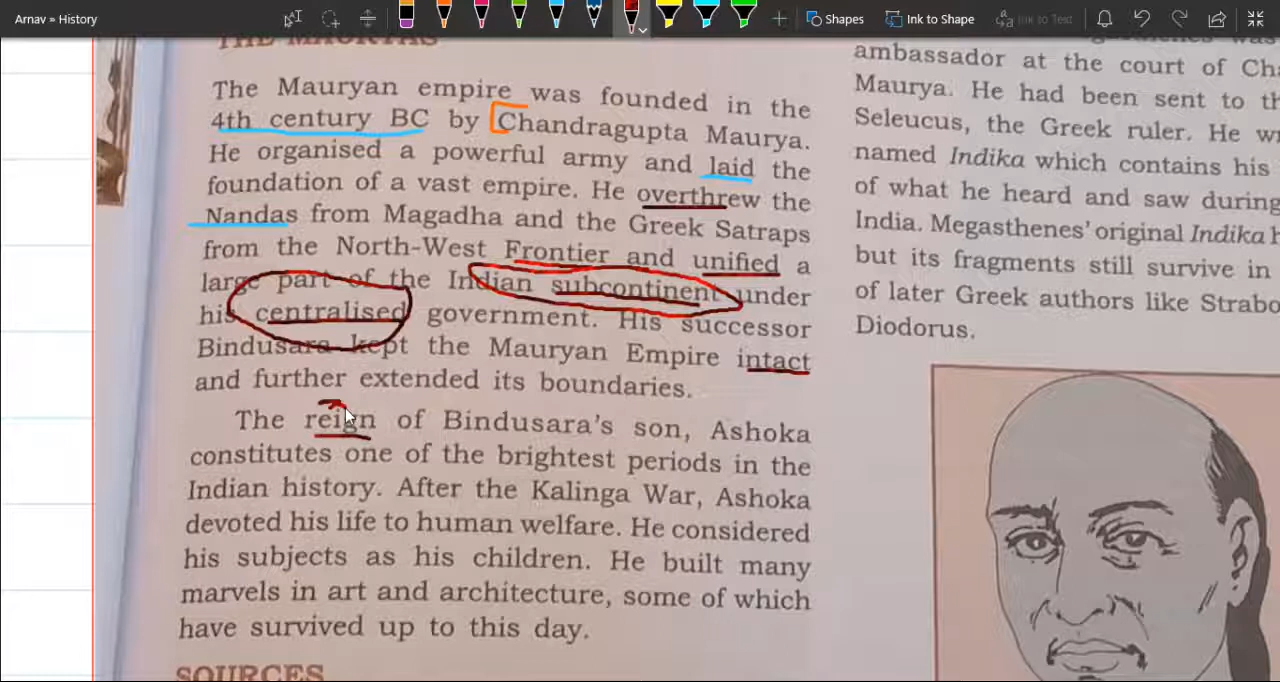 Arnav » History
Shapes
Ink to Shape
Ink to Text
THE MAURYAS
The Mauryan empire was founded in the
4th century BC by Chandragupta Maurya.
He organised a powerful army and laid the
foundation of a vast empire. He overthrew the
Nandas from Magadha and the Greek Satraps
from the North-West Frontier and unified a
large part of the Indian subcontinent under
his centralised government. His successor
Bindusara kept the Mauryan Empire intact
and further extended its boundaries.
The reign of Bindusara's son, Ashoka
constitutes one of the brightest periods in the
Indian history. After the Kalinga War, Ashoka
devoted his life to human welfare. He considered
his subjects as his children. He built many
marvels in art and architecture, some of which
have survived up to this day.
SOURCES
ambassador at the court of Cha
Maurya. He had been sent to th
Seleucus, the Greek ruler. He w
named Indika which contains his
of what he heard and saw during
India. Megasthenes' original Indika h
but its fragments still survive in
of later Greek authors like Strabo
Diodorus.